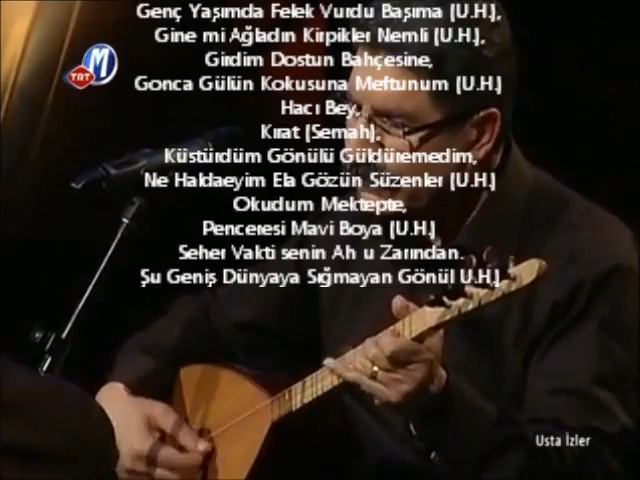 Genç Yaşımda Felek Vurdu Başıma (U.H.),
Gine mi Ağladın Kirpikler Nemli (U.H.),
Girdim Dostun Bahçesine,
Gonca Gülün Kokusuna Meftunum (U.H.)
Hacı Bey,
Kırat (Semah),
Küstürdüm Gönülü Güldüremedim,
Ne Haldaeyim Ela Gözün Süzenler (U.H.)
Okudum Mektepte,
Penceresi Mavi Boya (U.H.)
Seher Vakti senin Ah u Zarından.
Şu Geniş Dünyaya Sığmayan Gönül U.H.)
TRT M
Usta İzler